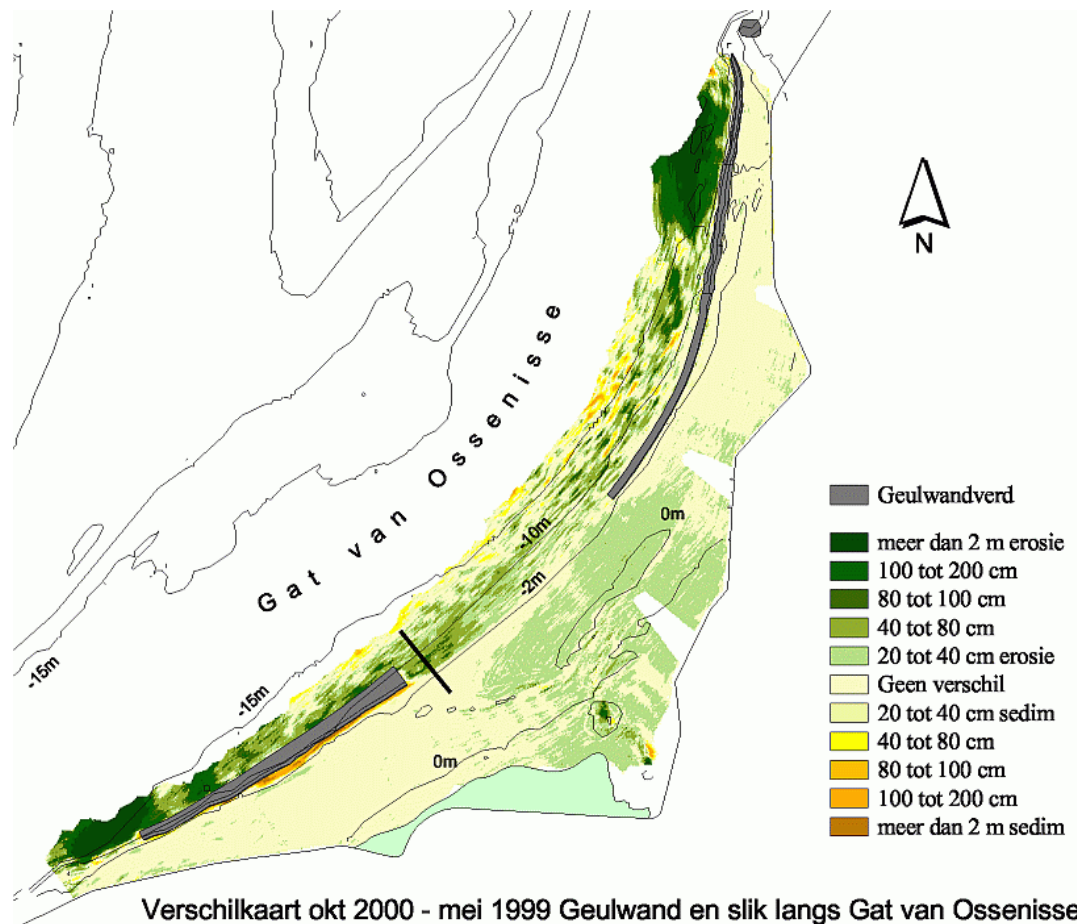 N
Gat van Ossenisse
Geulwandverd
meer dan 2 m erosie
100 tot 200 cm
80 tot 100 cm
40 tot 80 cm
20 tot 40 cm erosie
Geen verschil
20 tot 40 cm sedim
40 tot 80 cm
80 tot 100 cm
100 tot 200 cm
meer dan 2 m sedim
0m
-10m
-2m
-15m
-15m
0m
Verschilkaart okt 2000 - mei 1999 Geulwand en slik langs Gat van Ossenisse